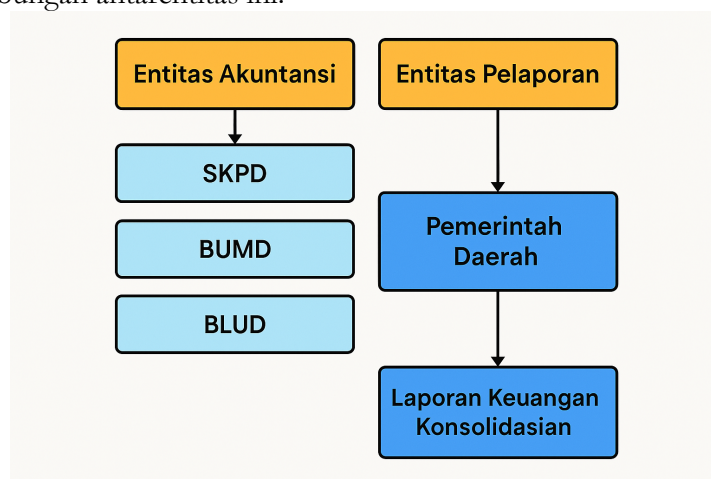 Entitas Akuntansi
Entitas Pelaporan
SKPD
BUMD
BLUD
Pemerintah
Daerah
Laporan Keuangan
Konsolidasian